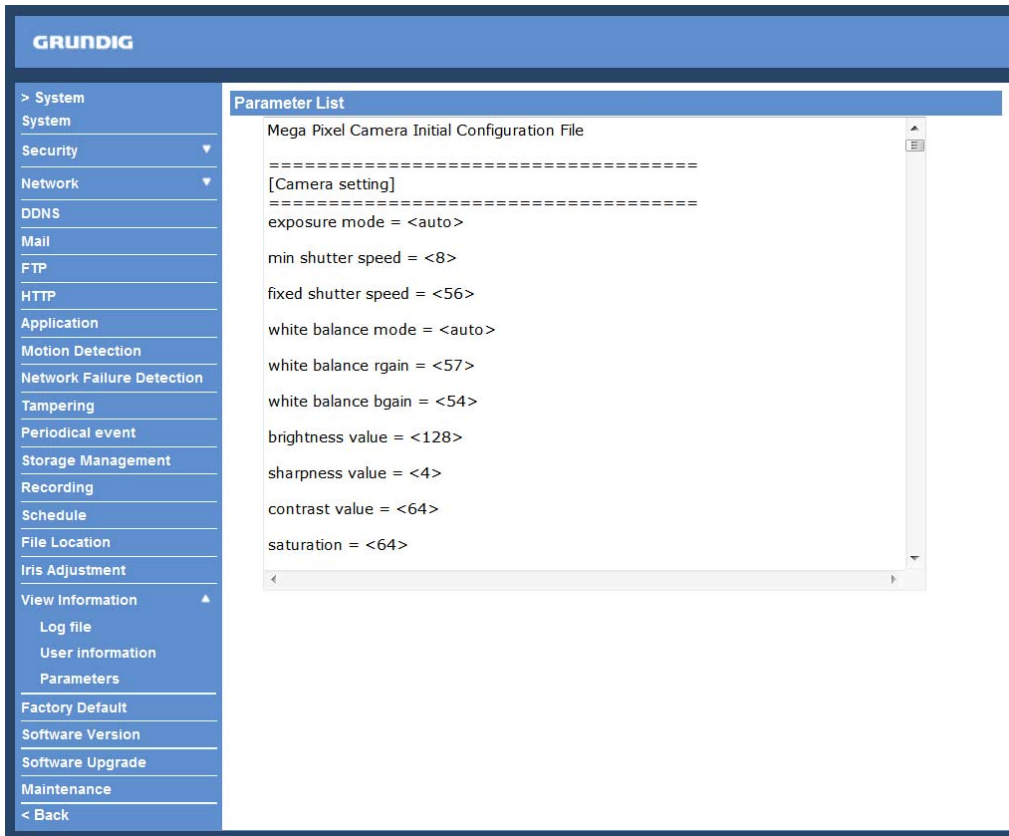 GRUNDIG
> System
System
Security
Network
DDNS
Mail
FTP
HTTP
Application
Motion Detection
Network Failure Detection
Tampering
Periodical event
Storage Management
Recording
Schedule
File Location
Iris Adjustment
View Information
Log file
User information
Parameters
Factory Default
Software Version
Software Upgrade
Maintenance
< Back
Parameter List
Mega Pixel Camera Initial Configuration File
====================================
[Camera setting]
====================================
exposure mode = <auto>
min shutter speed = <8>
fixed shutter speed = <56>
white balance mode = <auto>
white balance rgain = <57>
white balance bgain = <54>
brightness value = <128>
sharpness value = <4>
contrast value = <64>
saturation = <64>